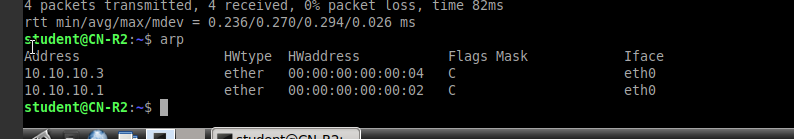 4 packets transmitted, 4 received, 0% packet loss, time 82ms
rtt min/avg/max/mdev = 0.236/0.270/0.294/0.026 ms
student@CN-R2:~$ arp
Address HWtype HWaddress Flags Mask Iface
10.10.10.3 ether 00:00:00:00:00:04 C eth0
10.10.10.1 ether 00:00:00:00:00:02 C eth0
student@CN-R2:~$
student@CN-R2: